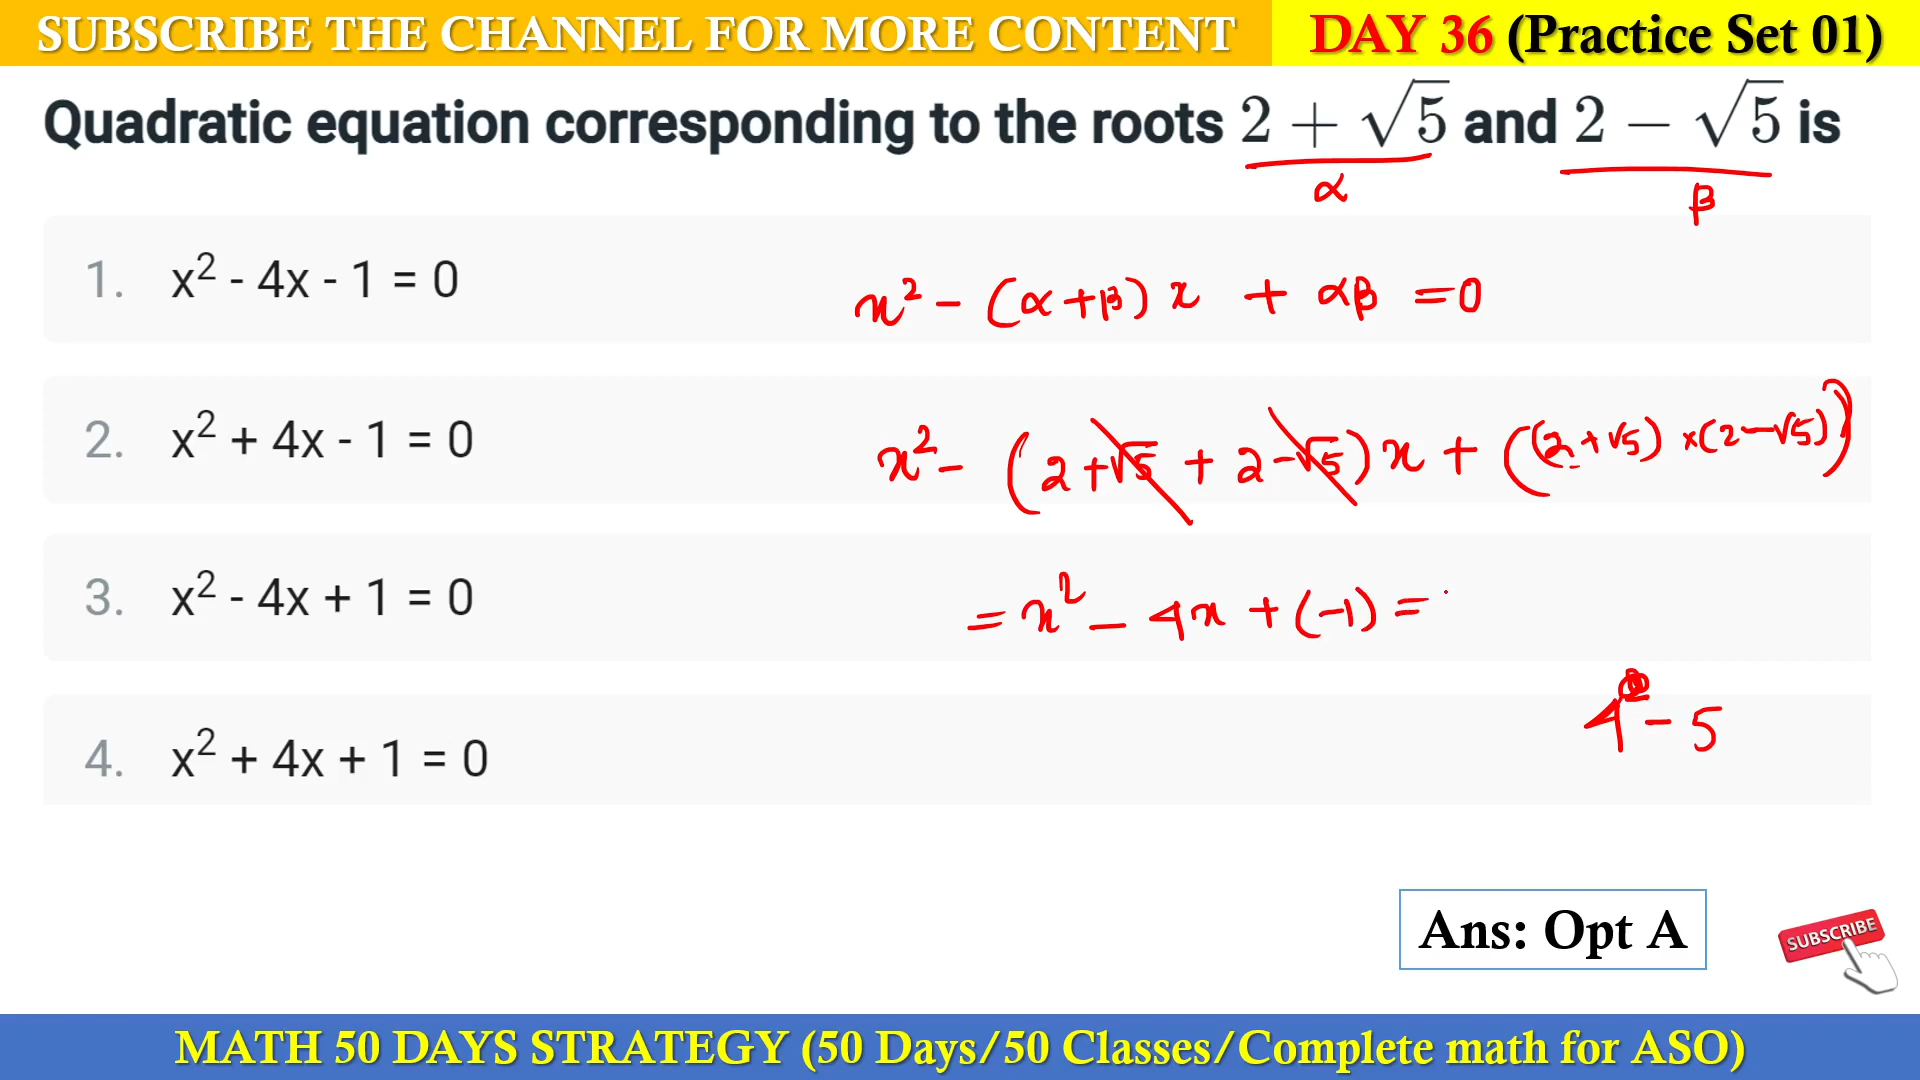 SUBSCRIBE THE CHANNEL FOR MORE CONTENT
DAY 36 (Practice Set 01)
Quadratic equation corresponding to the roots 2 + √5 and 2 − √5 is
α β
1. x² - 4x - 1 = 0
x² − (α + β) x + αβ = 0
2. x² + 4x - 1 = 0
x² − (2 + √5 + 2 − √5) x + ((2 + √5) × (2 − √5))
3. x² - 4x + 1 = 0
= x² − 4x + (−1) =
4 − 5
4. x² + 4x + 1 = 0
Ans: Opt A
SUBSCRIBE
MATH 50 DAYS STRATEGY (50 Days/50 Classes/Complete math for ASO)